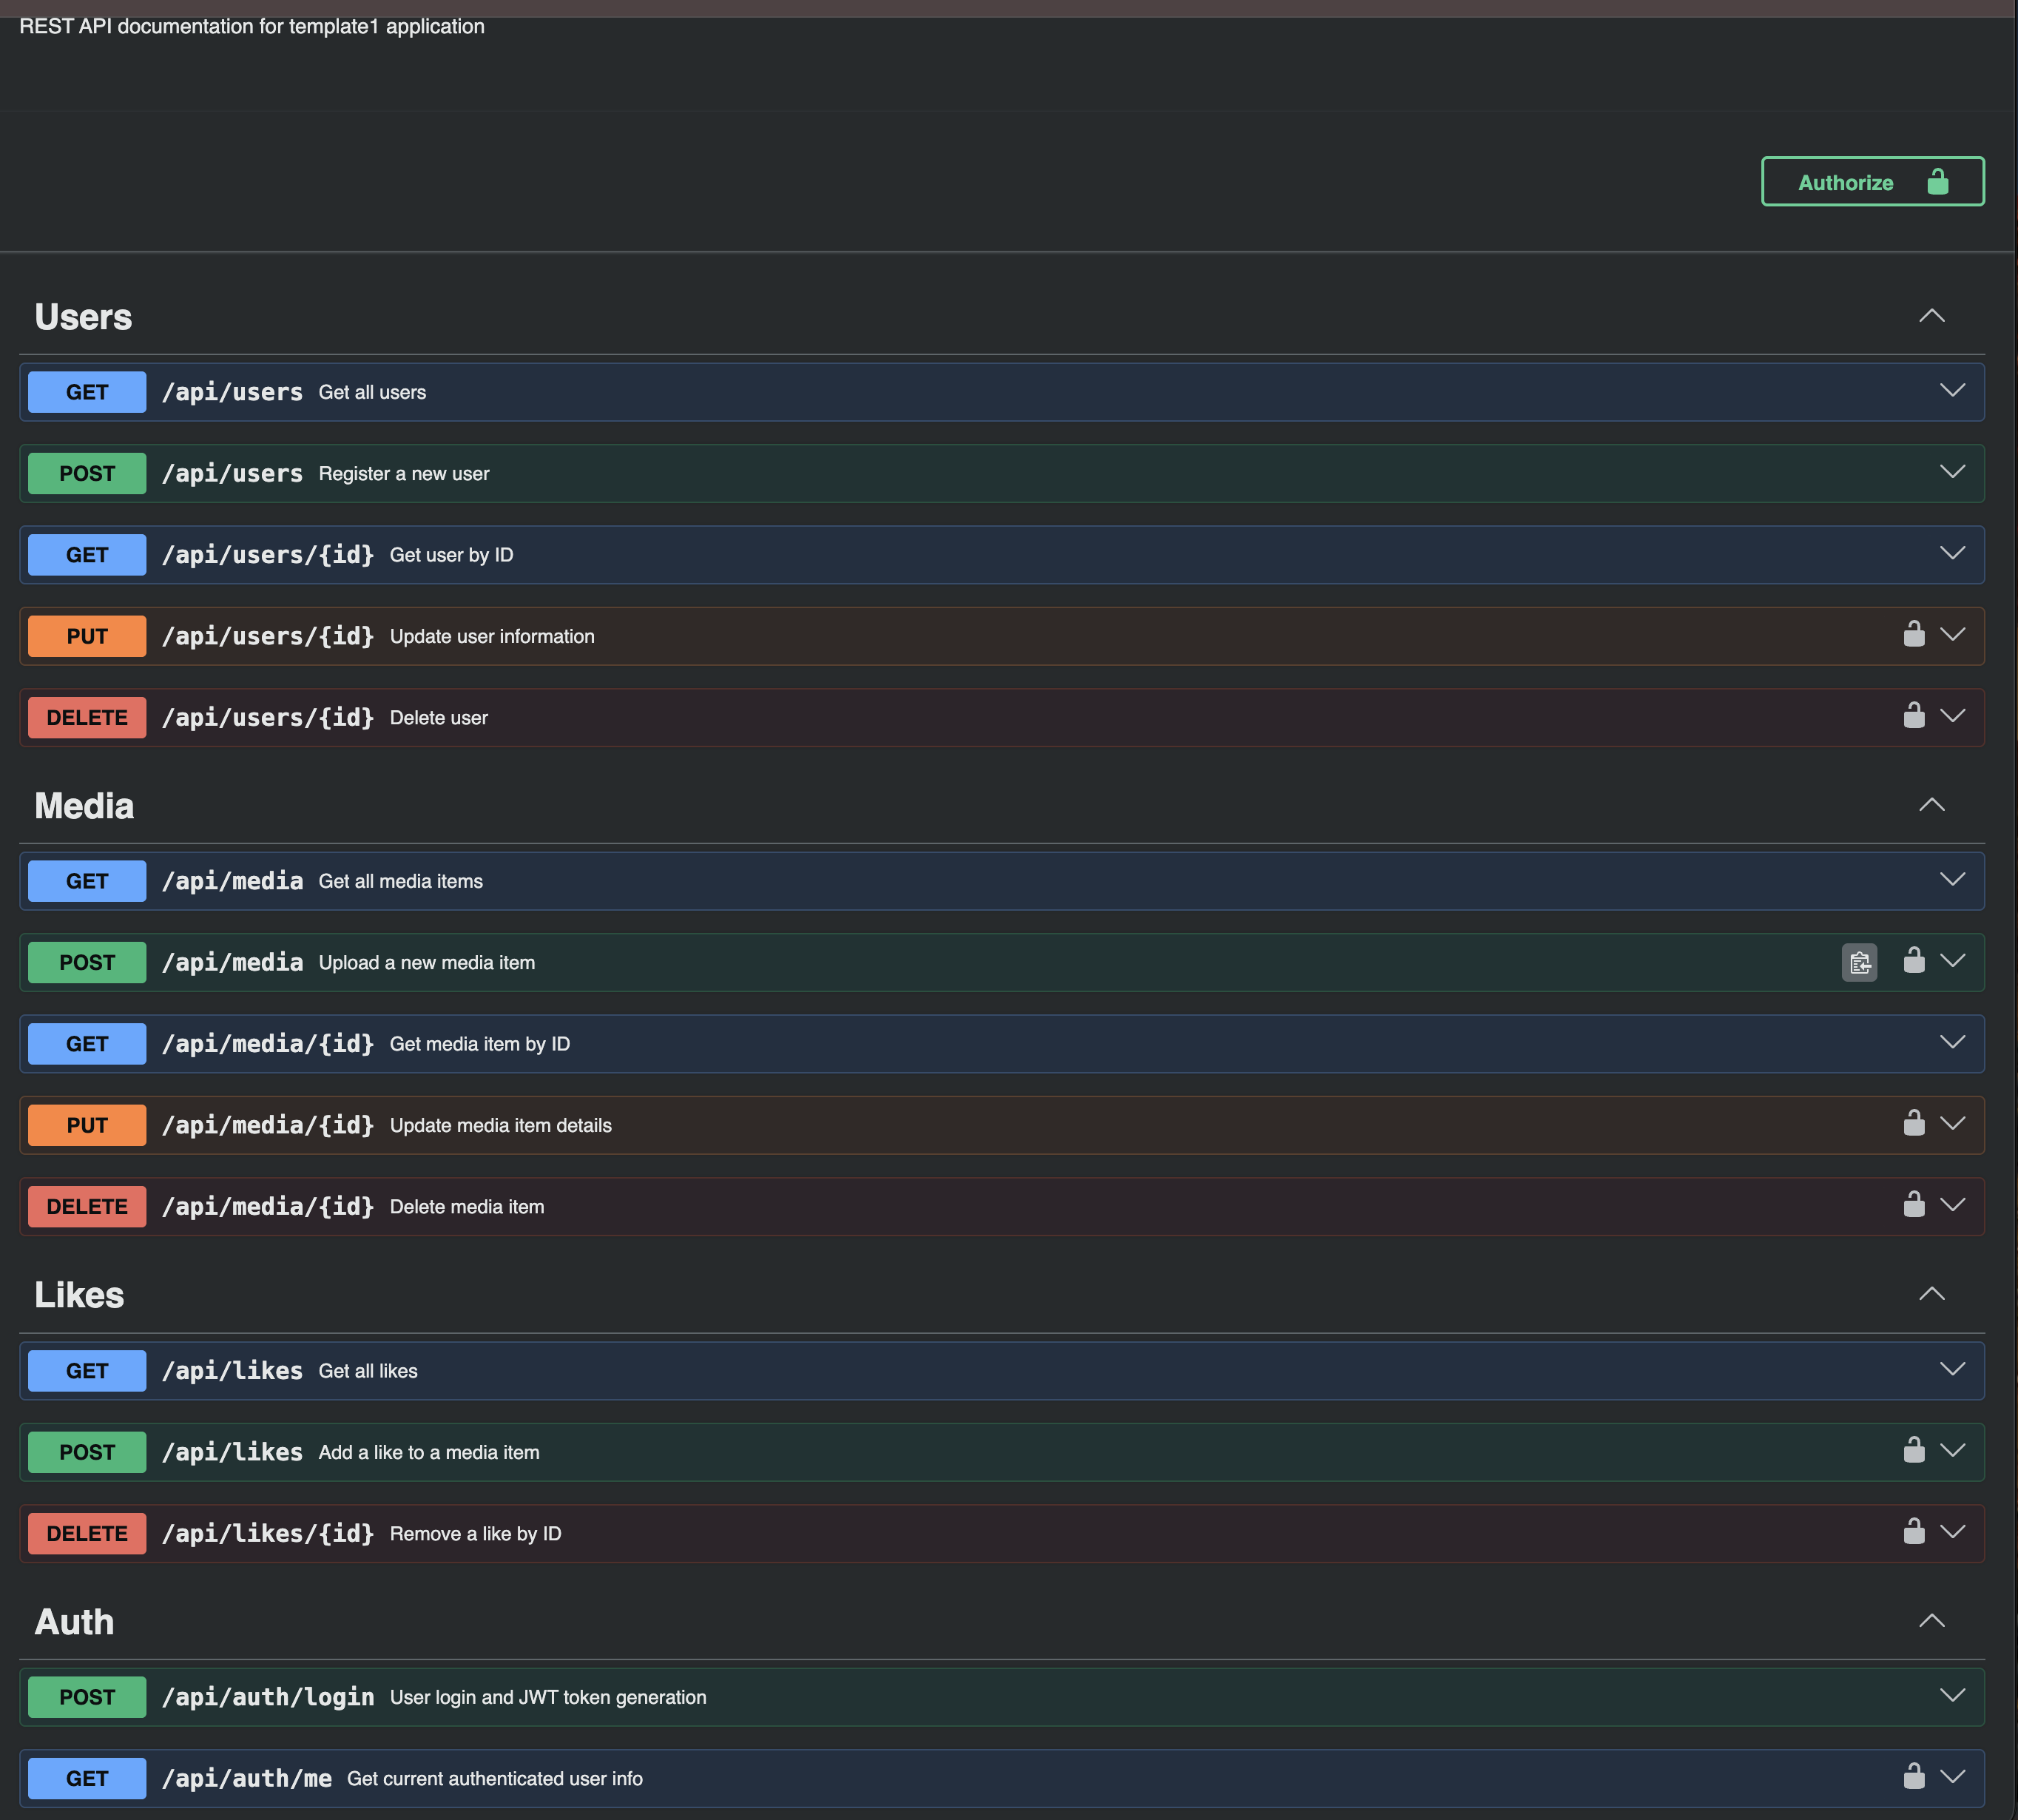 REST API documentation for template1 application
Authorize
Users
GET /api/users Get all users
POST /api/users Register a new user
GET /api/users/{id} Get user by ID
PUT /api/users/{id} Update user information
DELETE /api/users/{id} Delete user
Media
GET /api/media Get all media items
POST /api/media Upload a new media item
GET /api/media/{id} Get media item by ID
PUT /api/media/{id} Update media item details
DELETE /api/media/{id} Delete media item
Likes
GET /api/likes Get all likes
POST /api/likes Add a like to a media item
DELETE /api/likes/{id} Remove a like by ID
Auth
POST /api/auth/login User login and JWT token generation
GET /api/auth/me Get current authenticated user info